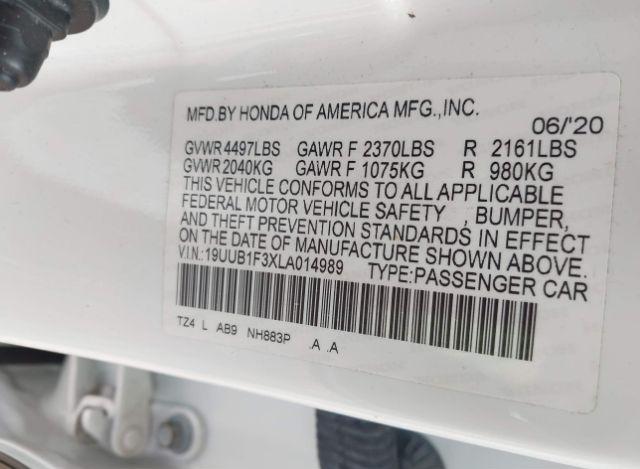 MFD.BY HONDA OF AMERICA MFG.,INC.
06/'20
GVWR 4497LBS GAWR F 2370LBS R 2161LBS
GVWR 2040KG GAWR F 1075KG R 980KG
THIS VEHICLE CONFORMS TO ALL APPLICABLE
FEDERAL MOTOR VEHICLE SAFETY , BUMPER,
AND THEFT PREVENTION STANDARDS IN EFFECT
ON THE DATE OF MANUFACTURE SHOWN ABOVE.
V.I.N.:19UUB1F3XLA014989 TYPE:PASSENGER CAR
TZ4 L AB9 NH883P .A .A